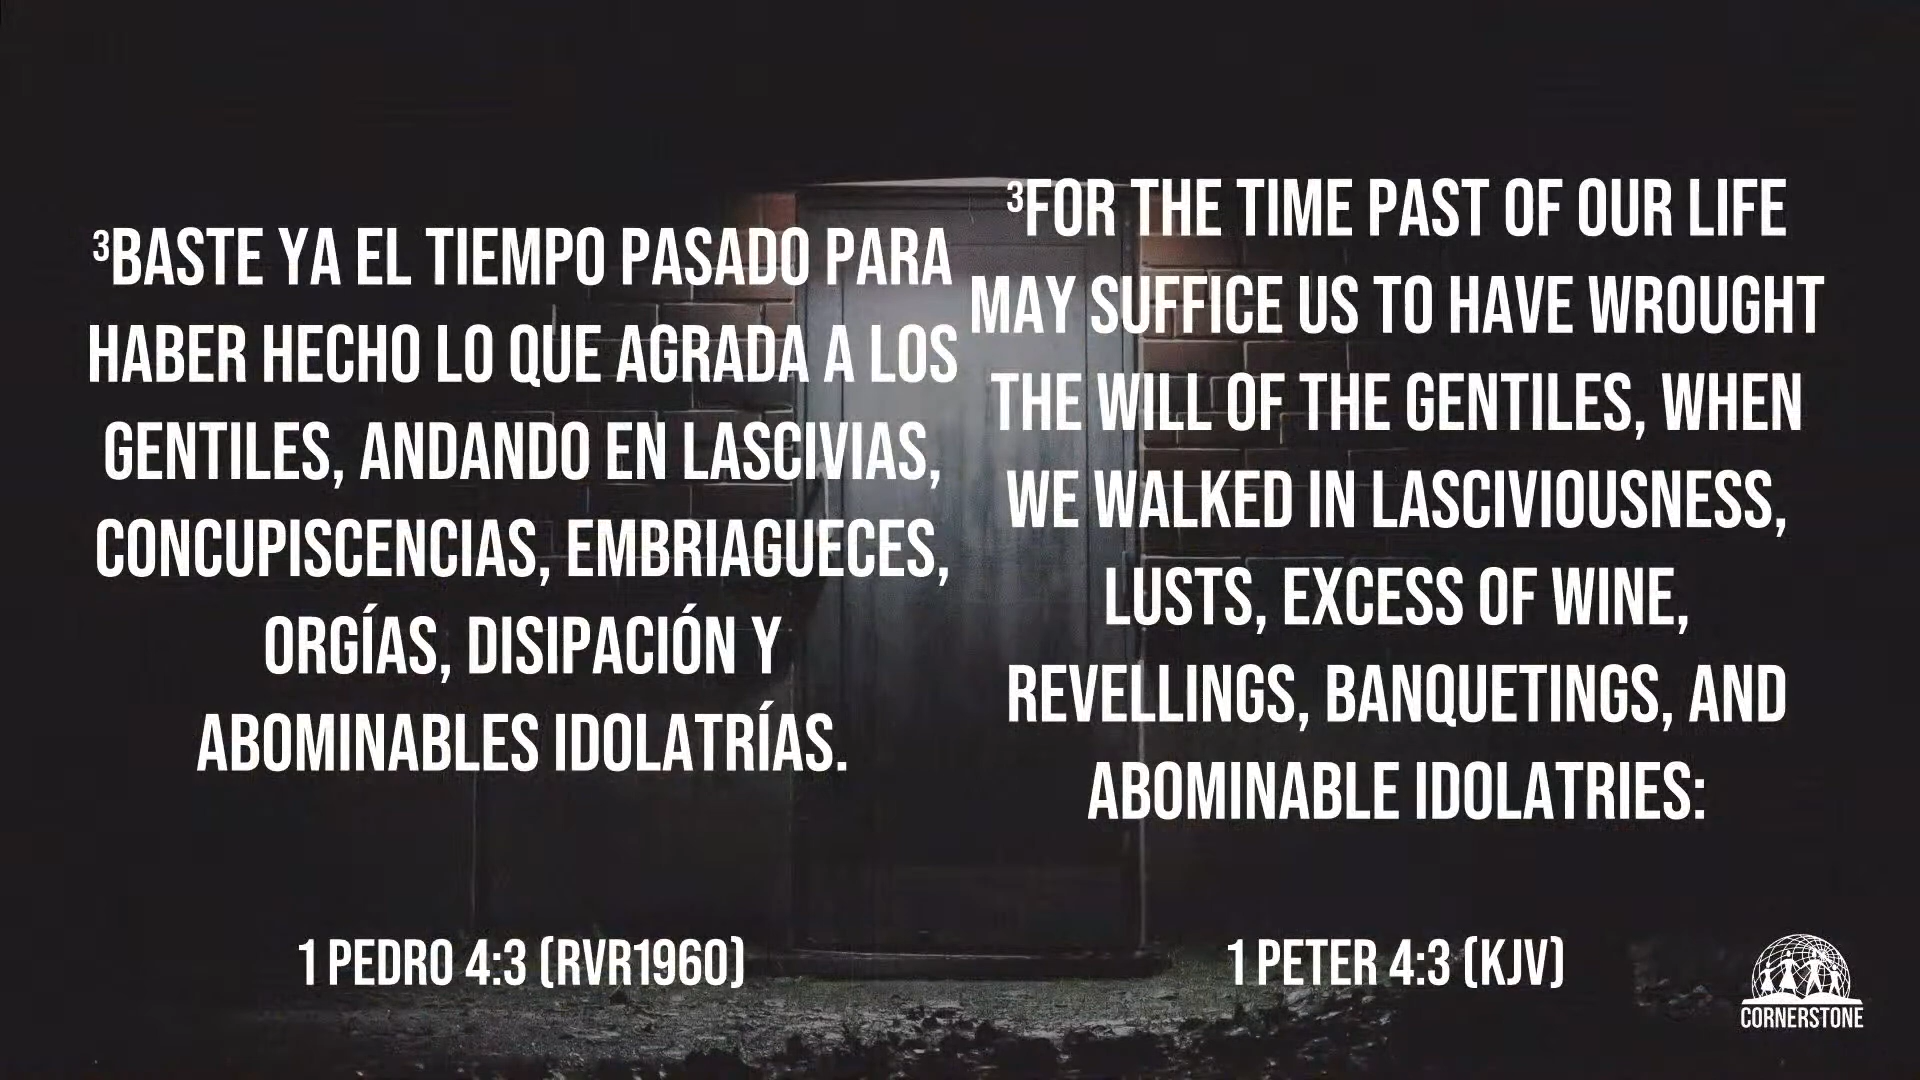 ³BASTE YA EL TIEMPO PASADO PARA
HABER HECHO LO QUE AGRADA A LOS
GENTILES, ANDANDO EN LASCIVIAS,
CONCUPISCENCIAS, EMBRIAGUECES,
ORGÍAS, DISIPACIÓN Y
ABOMINABLES IDOLATRÍAS.
1 PEDRO 4:3 (RVR1960)
³FOR THE TIME PAST OF OUR LIFE
MAY SUFFICE US TO HAVE WROUGHT
THE WILL OF THE GENTILES, WHEN
WE WALKED IN LASCIVIOUSNESS,
LUSTS, EXCESS OF WINE,
REVELLINGS, BANQUETINGS, AND
ABOMINABLE IDOLATRIES:
1 PETER 4:3 (KJV)
CORNERSTONE